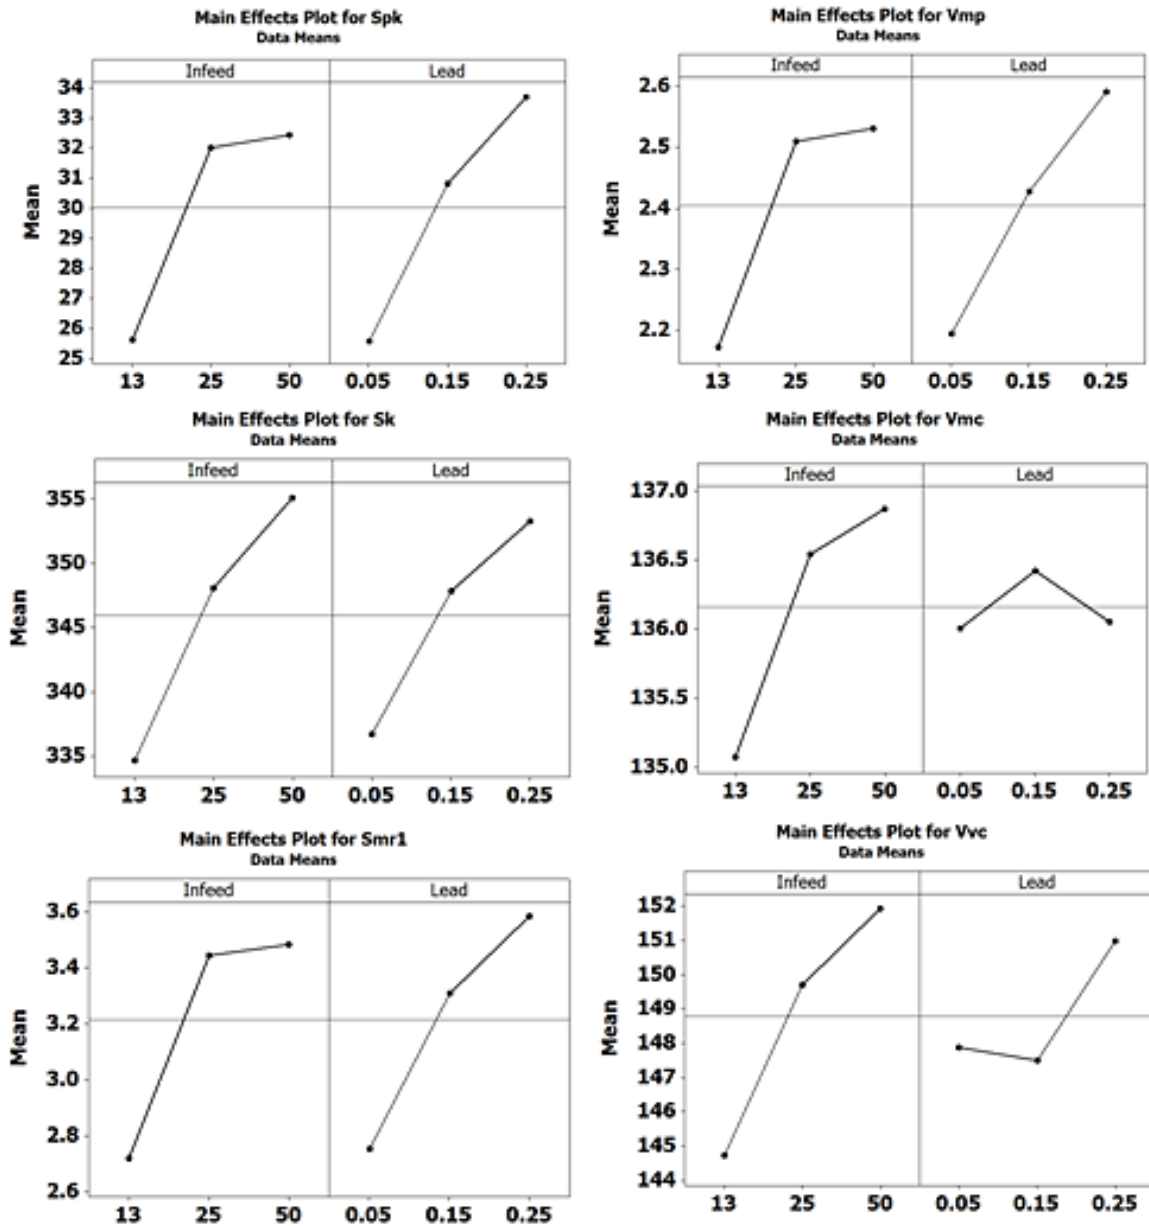 Main Effects Plot for Spk
Data Means
Infeed Lead
34
33
32
31
30
29
28
27
26
25
Mean
13 25 50 0.05 0.15 0.25
Main Effects Plot for Vmp
Data Means
Infeed Lead
2.6
2.5
2.4
2.3
2.2
Mean
13 25 50 0.05 0.15 0.25
Main Effects Plot for Sk
Data Means
Infeed Lead
355
350
345
340
335
Mean
13 25 50 0.05 0.15 0.25
Main Effects Plot for Vmc
Data Means
Infeed Lead
137.0
136.5
136.0
135.5
135.0
Mean
13 25 50 0.05 0.15 0.25
Main Effects Plot for Smr1
Data Means
Infeed Lead
3.6
3.4
3.2
3.0
2.8
2.6
Mean
13 25 50 0.05 0.15 0.25
Main Effects Plot for Vvc
Data Means
Infeed Lead
152
151
150
149
148
147
146
145
144
Mean
13 25 50 0.05 0.15 0.25